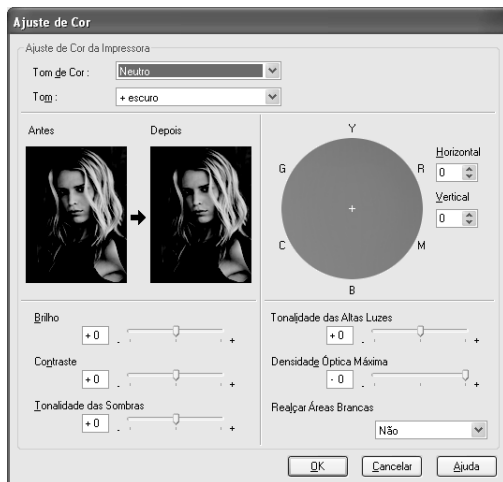 Ajuste de Cor
Ajuste de Cor da Impressora
Tom de Cor :
Neutro
Tom :
+ escuro
Antes
Depois
Y
G
R
C
M
B
Horizontal
0
Vertical
0
Brilho
+ 0
- +
Contraste
+ 0
- +
Tonalidade das Sombras
+ 0
- +
Tonalidade das Altas Luzes
+ 0
- +
Densidade Óptica Máxima
- 0
- +
Realçar Áreas Brancas
Não
OK
Cancelar
Ajuda